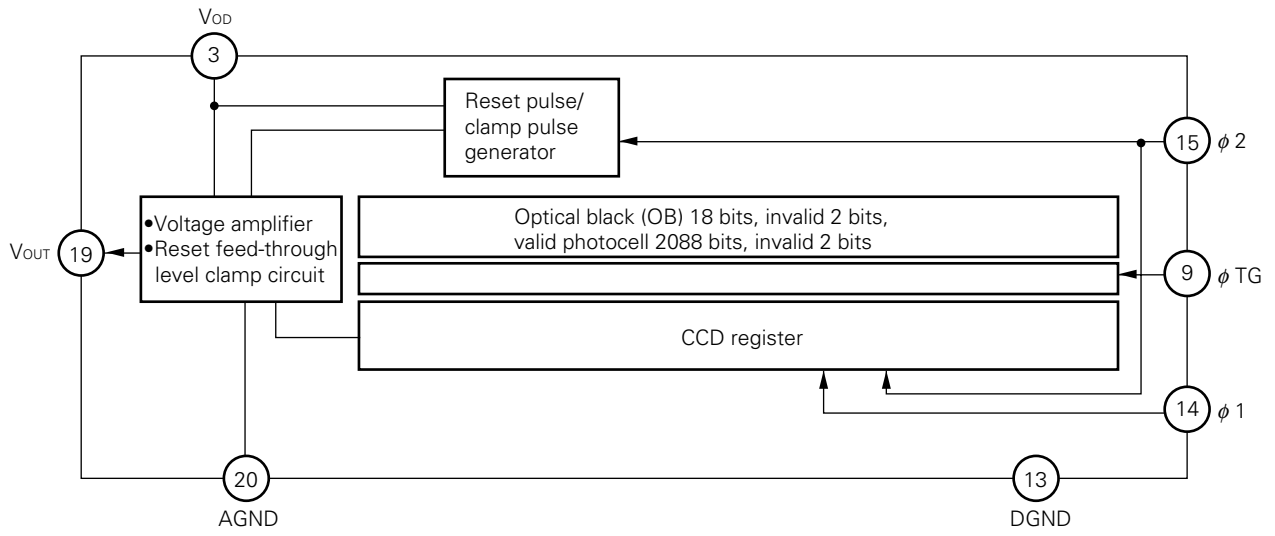 VOD
3
Reset pulse/
clamp pulse
generator
15 ϕ 2
•Voltage amplifier
•Reset feed-through
level clamp circuit
Optical black (OB) 18 bits, invalid 2 bits,
valid photocell 2088 bits, invalid 2 bits
VOUT 19
9 ϕ TG
CCD register
14 ϕ 1
20
AGND
13
DGND